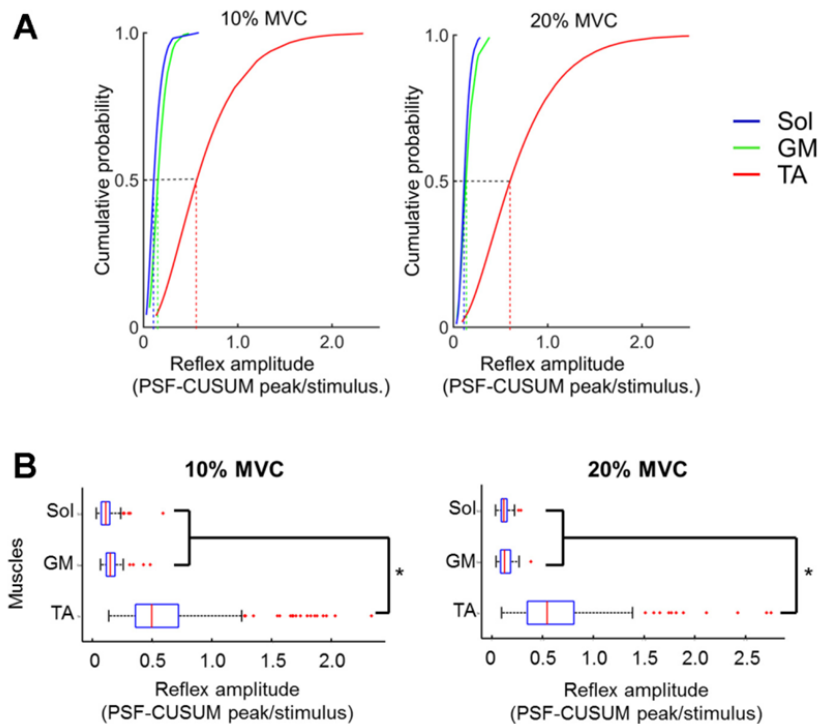 A
10% MVC
20% MVC
Cumulative probability
1.0
0.5
0
0
1.0
2.0
Reflex amplitude
(PSF-CUSUM peak/stimulus.)
Cumulative probability
1.0
0.5
0
0
1.0
2.0
Reflex amplitude
(PSF-CUSUM peak/stimulus.)
Sol
GM
TA
B
10% MVC
20% MVC
Muscles
Sol
GM
TA
*
0 0.5 1.0 1.5 2.0
Reflex amplitude
(PSF-CUSUM peak/stimulus)
Sol
GM
TA
*
0 0.5 1.0 1.5 2.0 2.5
Reflex amplitude
(PSF-CUSUM peak/stimulus)